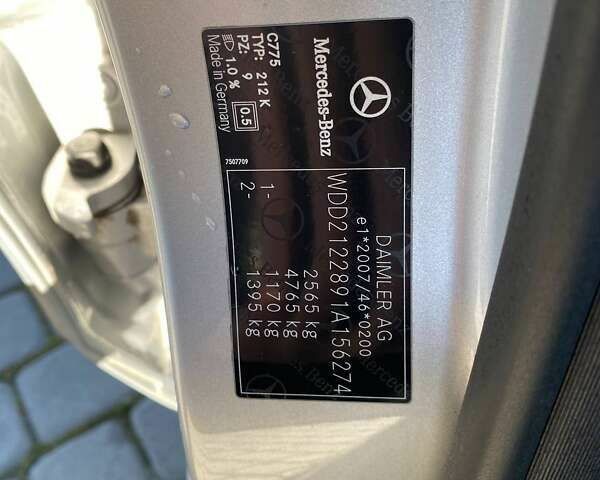 DAIMLER AG
e1*2007/46*0200
WDD2122891A156274
2565 kg
4765 kg
1- 1170 kg
2- 1395 kg
Mercedes-Benz
C775
TYP: 212 K
PZ: 9
1.0 % 0.5
Made in Germany
7507709